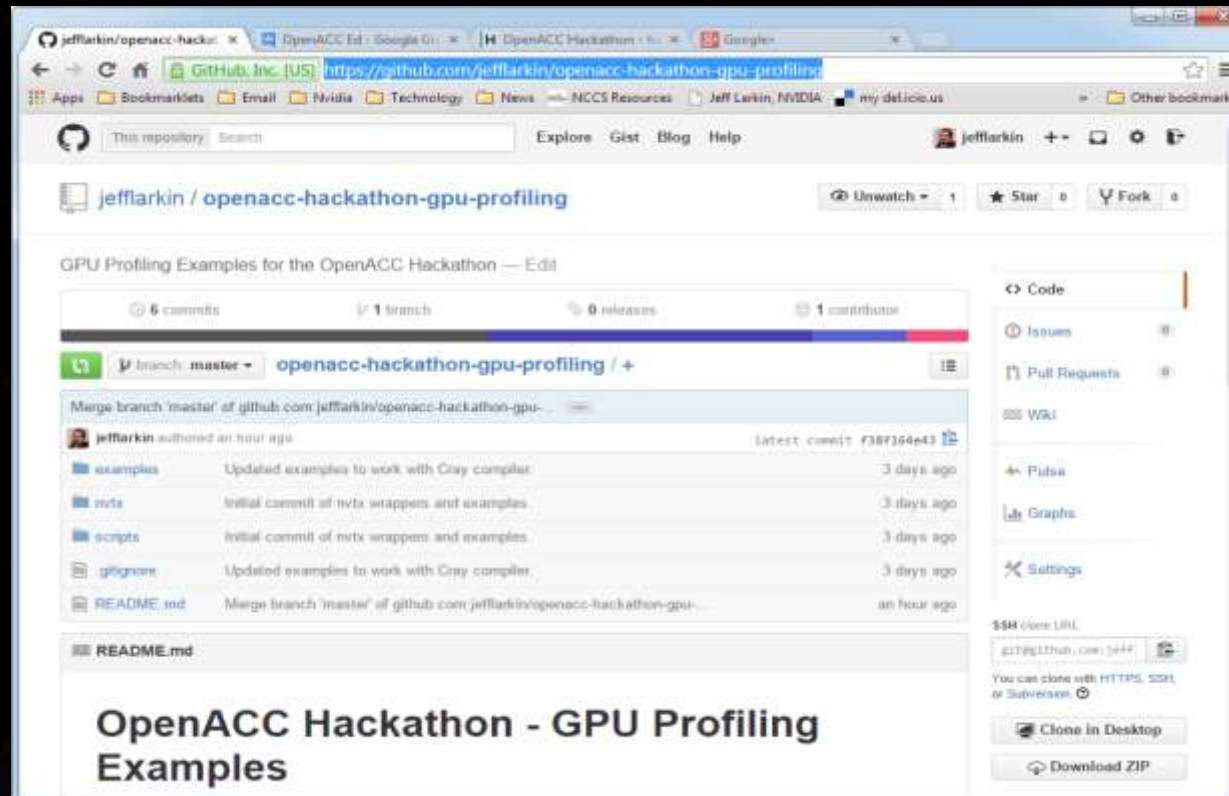 jefflarkin/openacc-hackat OpenACC Ed - Google Gr OpenACC Hackathon Google+
GitHub, Inc. [US] https://github.com/jefflarkin/openacc-hackathon-gpu-profiling
Apps Bookmarklets Email Nvidia Technology News NCCS Resources Jeff Larkin, NVIDIA my del.icio.us » Other bookmark
This repository Search Explore Gist Blog Help jefflarkin
jefflarkin / openacc-hackathon-gpu-profiling Unwatch 1 Star 0 Fork 0
GPU Profiling Examples for the OpenACC Hackathon — Edit
6 commits 1 branch 0 releases 1 contributor
branch: master openacc-hackathon-gpu-profiling / +
Merge branch 'master' of github.com:jefflarkin/openacc-hackathon-gpu-...
jefflarkin authored an hour ago latest commit f38f164e43
examples Updated examples to work with Cray compiler. 3 days ago
nvtx Initial commit of nvtx wrappers and examples. 3 days ago
scripts Initial commit of nvtx wrappers and examples. 3 days ago
.gitignore Updated examples to work with Cray compiler. 3 days ago
README.md Merge branch 'master' of github.com:jefflarkin/openacc-hackathon-gpu-... an hour ago
README.md
OpenACC Hackathon - GPU Profiling
Examples
Code
Issues 0
Pull Requests 0
Wiki
Pulse
Graphs
Settings
SSH clone URL
git@github.com:jeff
You can clone with HTTPS, SSH,
or Subversion.
Clone in Desktop
Download ZIP